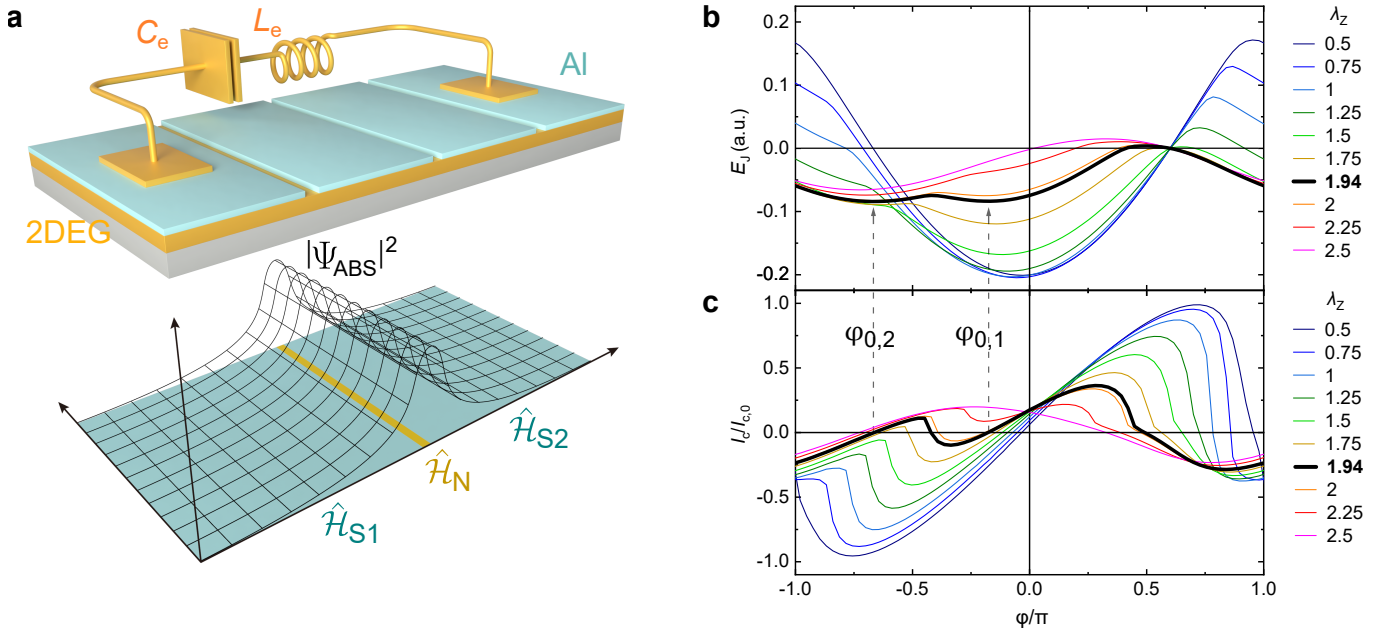 a
C_e
L_e
Al
2DEG
|Ψ_ABS|²
Ĥ_S2
Ĥ_N
Ĥ_S1
b
E_J (a.u.)
0.2
0.1
0.0
-0.1
-0.2
λ_Z
0.5
0.75
1
1.25
1.5
1.75
1.94
2
2.25
2.5
c
I_c/I_c,0
1.0
0.5
0.0
-0.5
-1.0
φ_0,2
φ_0,1
-1.0
-0.5
0.0
0.5
1.0
φ/π
λ_Z
0.5
0.75
1
1.25
1.5
1.75
1.94
2
2.25
2.5